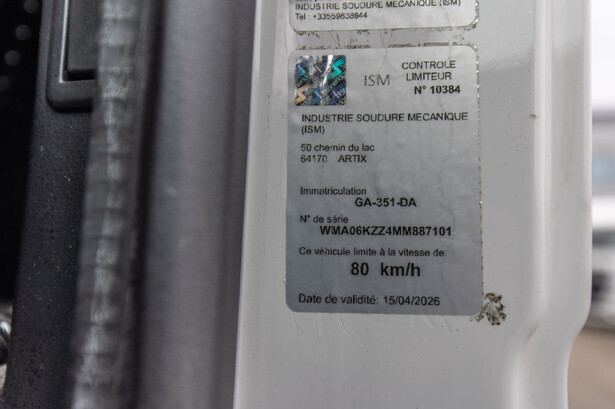 INDUSTRIE SOUDURE MECANIQUE (ISM)
Tel : +33559838944
ISM
CONTROLE
LIMITEUR
N° 10384
INDUSTRIE SOUDURE MECANIQUE
(ISM)
50 chemin du lac
64170 ARTIX
Immatriculation
GA-351-DA
N° de série
WMA06KZZ4MM887101
Ce véhicule limité à la vitesse de:
80 km/h
Date de validité: 15/04/2026